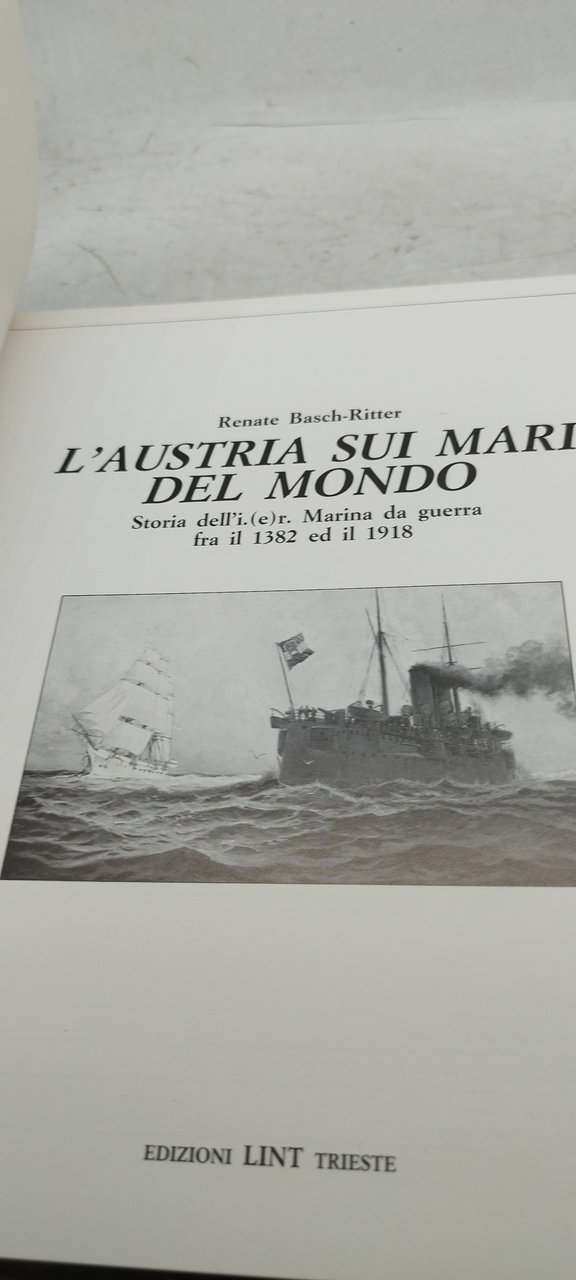 Renate Basch-Ritter
L'AUSTRIA SUI MARI
DEL MONDO
Storia dell'i.(e)r. Marina da guerra
fra il 1382 ed il 1918
EDIZIONI LINT TRIESTE